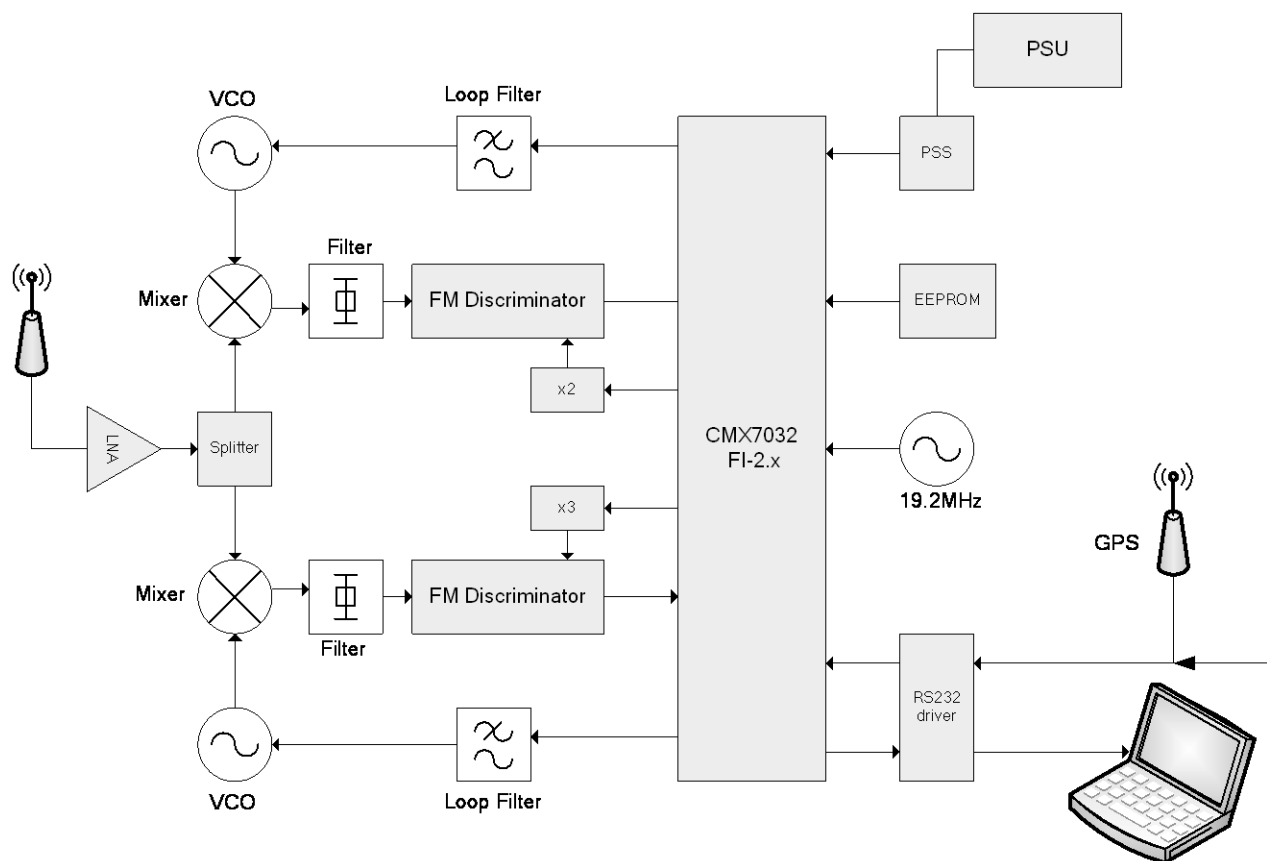 PSU
VCO
Loop Filter
PSS
Filter
Mixer
FM Discriminator
EEPROM
x2
LNA
Splitter
CMX7032
FI-2.x
19.2MHz
x3
GPS
Mixer
FM Discriminator
Filter
RS232
driver
VCO
Loop Filter